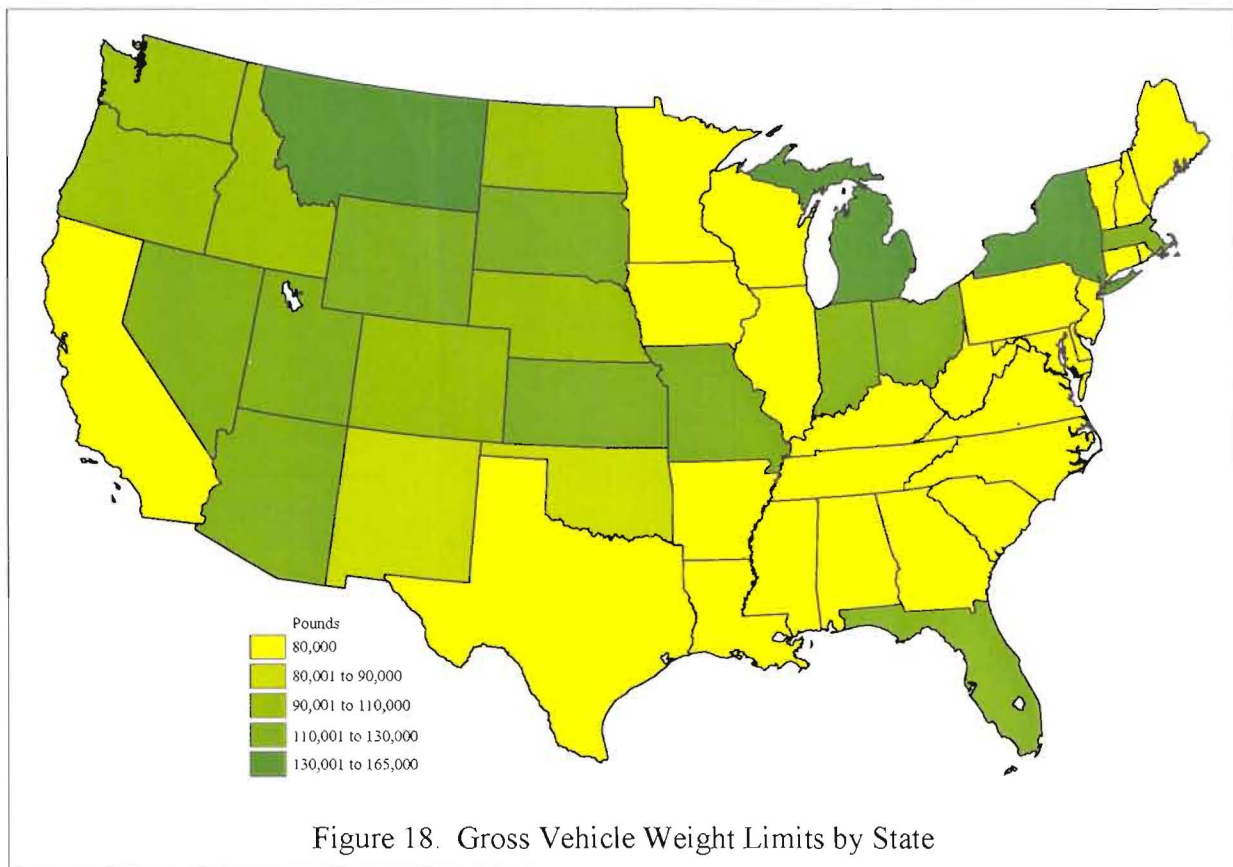 Pounds
80,000
80,001 to 90,000
90,001 to 110,000
110,001 to 130,000
130,001 to 165,000
Figure 18. Gross Vehicle Weight Limits by State